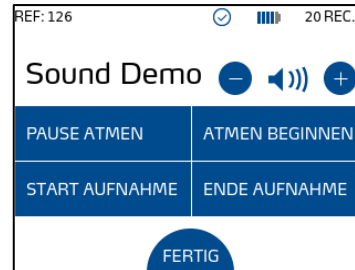 REF: 126 20 REC.
Sound Demo
PAUSE ATMEN ATMEN BEGINNEN
START AUFNAHME ENDE AUFNAHME
FERTIG